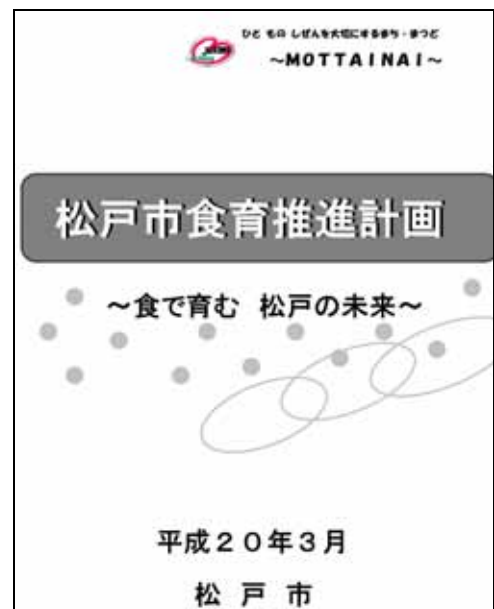 ひと もの しぜんを大切にするまち・まつど
～MOTTAINAI～
松戸市食育推進計画
～食で育む 松戸の未来～
平成２０年３月
松 戸 市